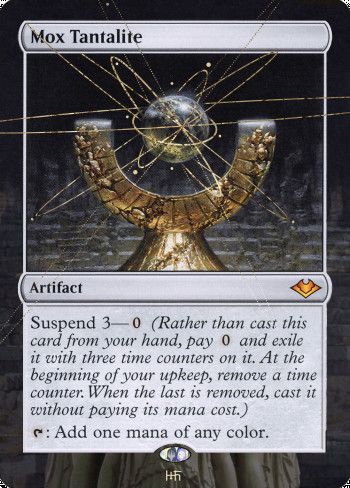 Mox Tantalite
Artifact
Suspend 3—0 (Rather than cast this
card from your hand, pay 0 and exile
it with three time counters on it. At the
beginning of your upkeep, remove a time
counter. When the last is removed, cast it
without paying its mana cost.)
: Add one mana of any color.